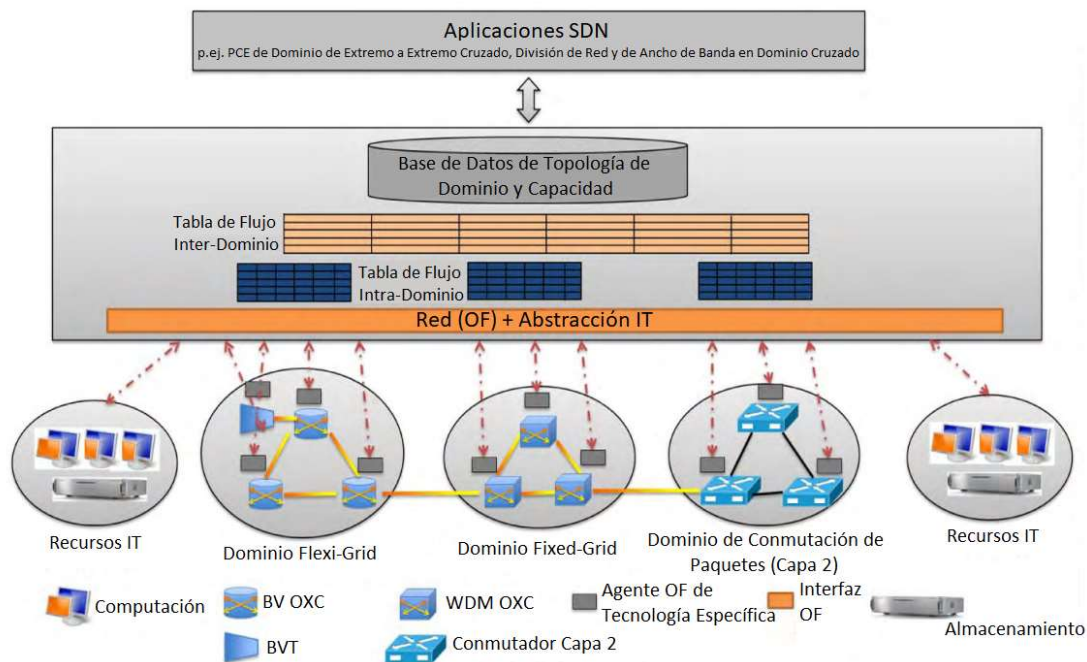 Aplicaciones SDN
p.ej. PCE de Dominio de Extremo a Extremo Cruzado, División de Red y de Ancho de Banda en Dominio Cruzado
Base de Datos de Topología de
Dominio y Capacidad
Tabla de Flujo
Inter-Dominio
Tabla de Flujo
Intra-Dominio
Red (OF) + Abstracción IT
Recursos IT
Dominio Flexi-Grid
Dominio Fixed-Grid
Dominio de Conmutación de
Paquetes (Capa 2)
Recursos IT
Computación
BV OXC
WDM OXC
Agente OF de
Tecnología Específica
Interfaz
OF
Almacenamiento
BVT
Conmutador Capa 2